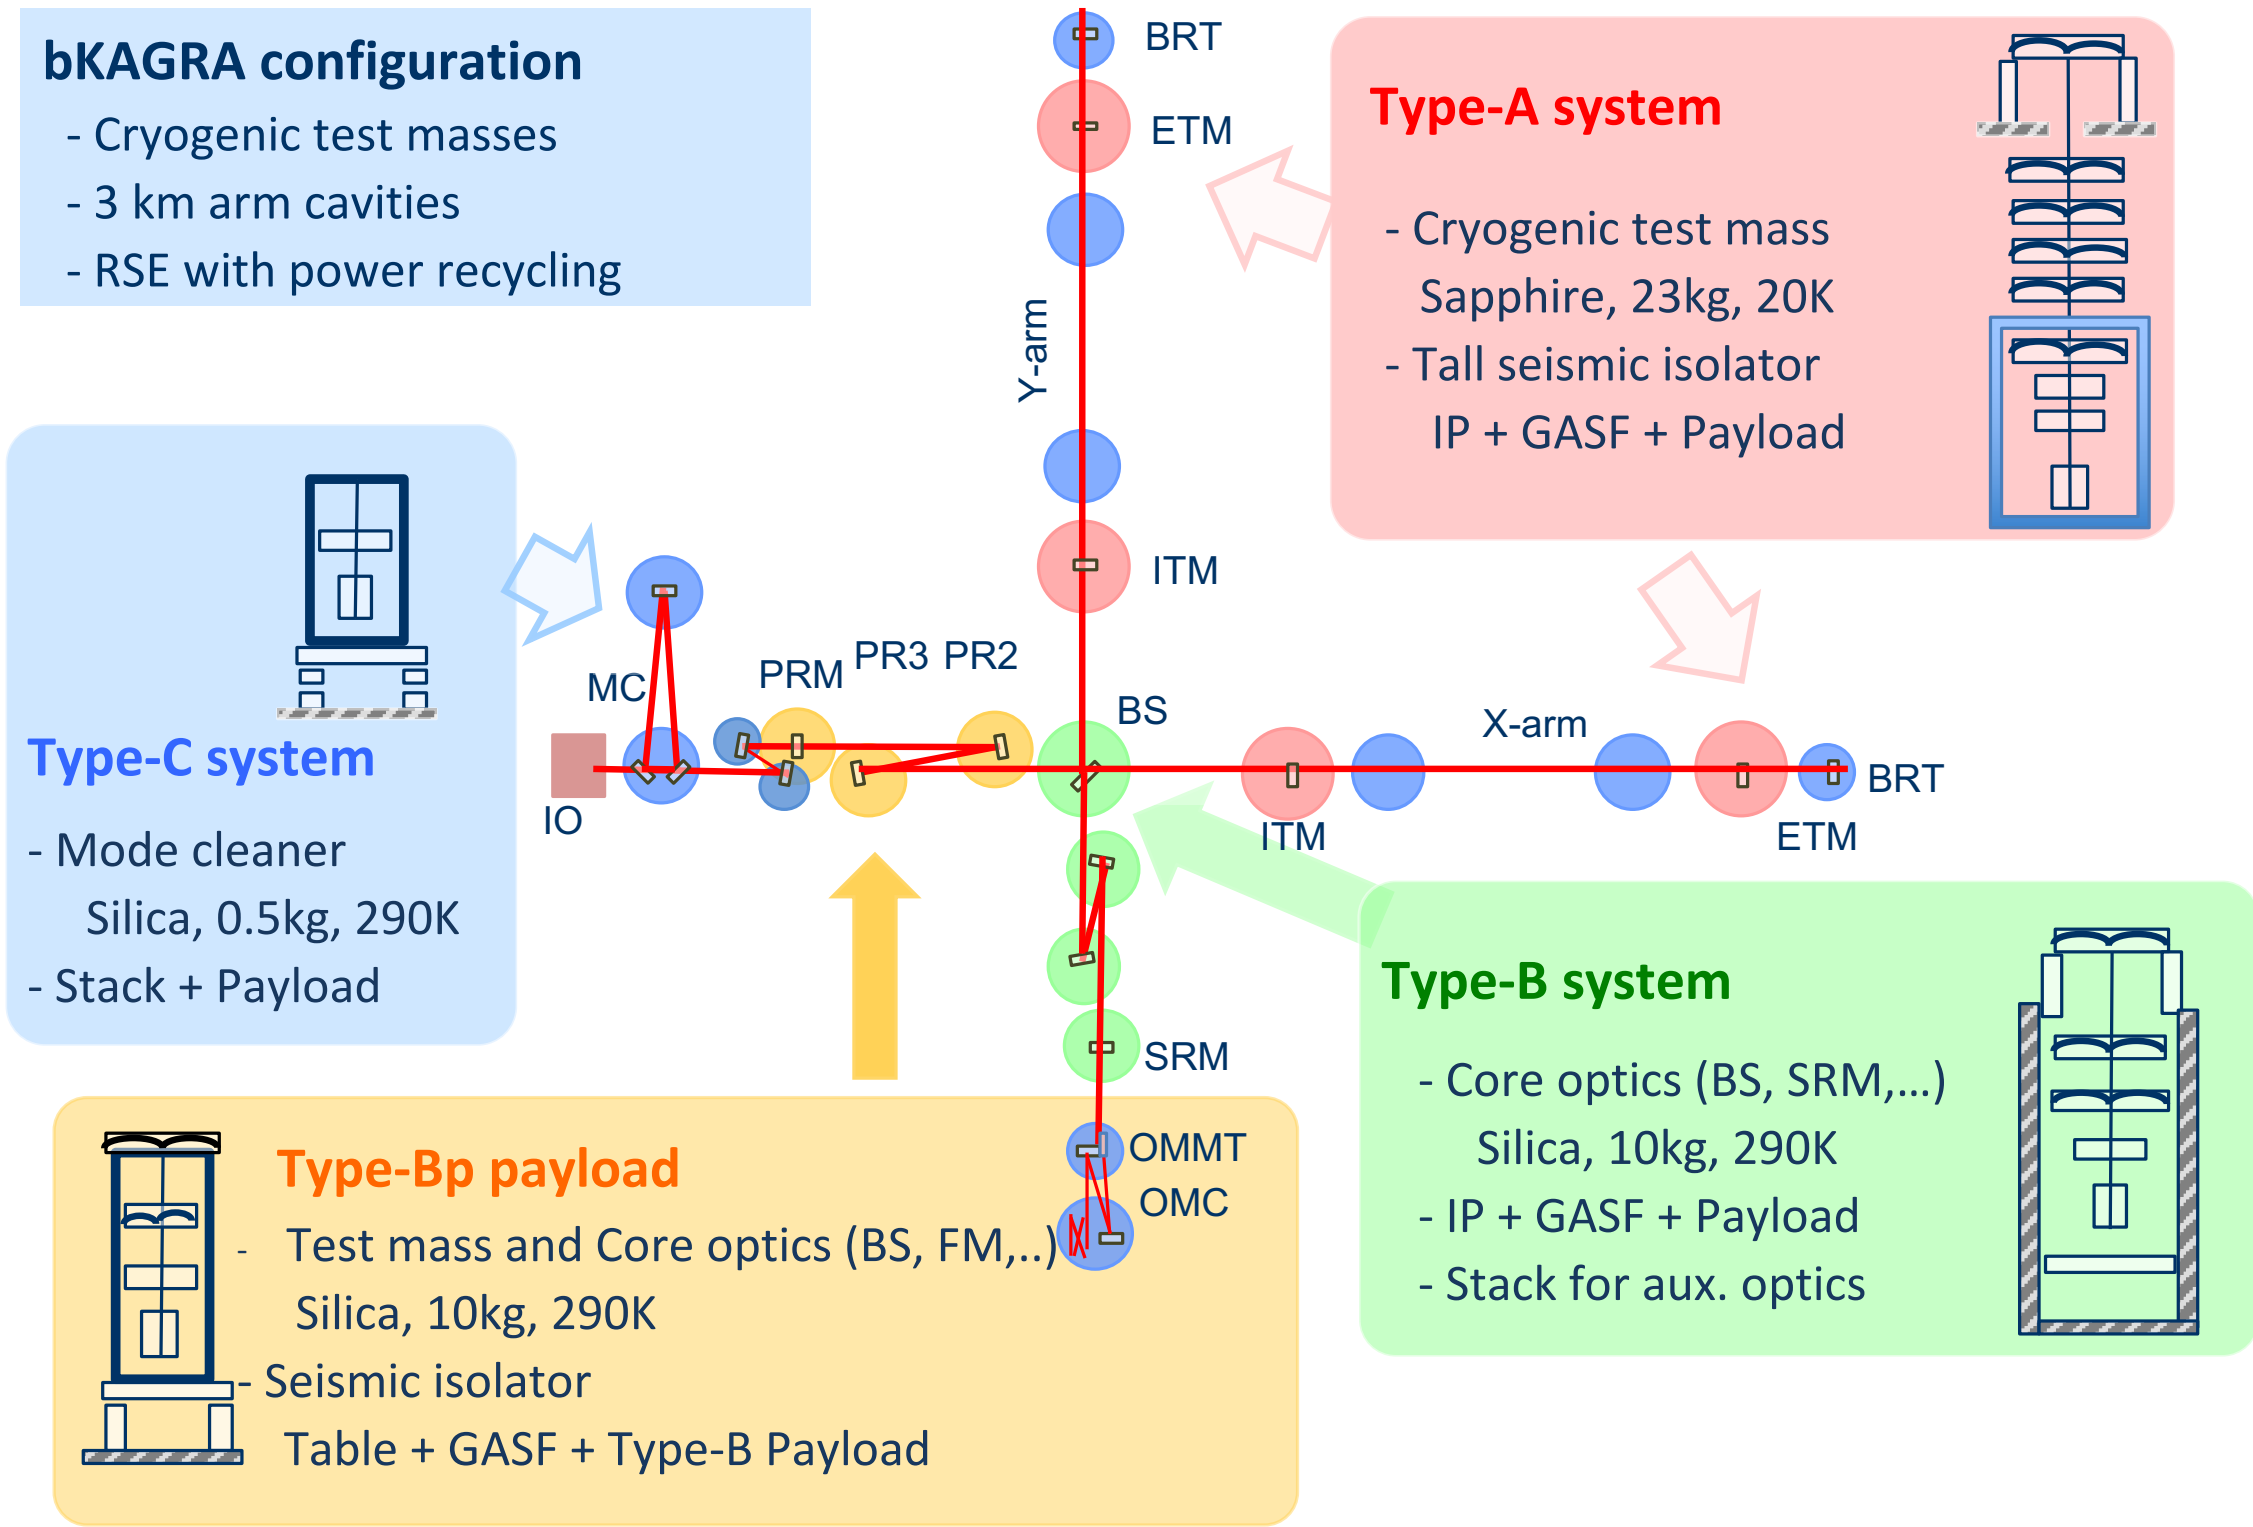 bKAGRA configuration
- Cryogenic test masses
- 3 km arm cavities
- RSE with power recycling
BRT
ETM
Y-arm
ITM
Type-A system
- Cryogenic test mass
Sapphire, 23kg, 20K
- Tall seismic isolator
IP + GASF + Payload
Type-C system
- Mode cleaner
Silica, 0.5kg, 290K
- Stack + Payload
MC
IO
PRM
PR3
PR2
BS
X-arm
ITM
ETM
BRT
SRM
OMMT
OMC
Type-B system
- Core optics (BS, SRM,...)
Silica, 10kg, 290K
- IP + GASF + Payload
- Stack for aux. optics
Type-Bp payload
- Test mass and Core optics (BS, FM,..)
Silica, 10kg, 290K
- Seismic isolator
Table + GASF + Type-B Payload